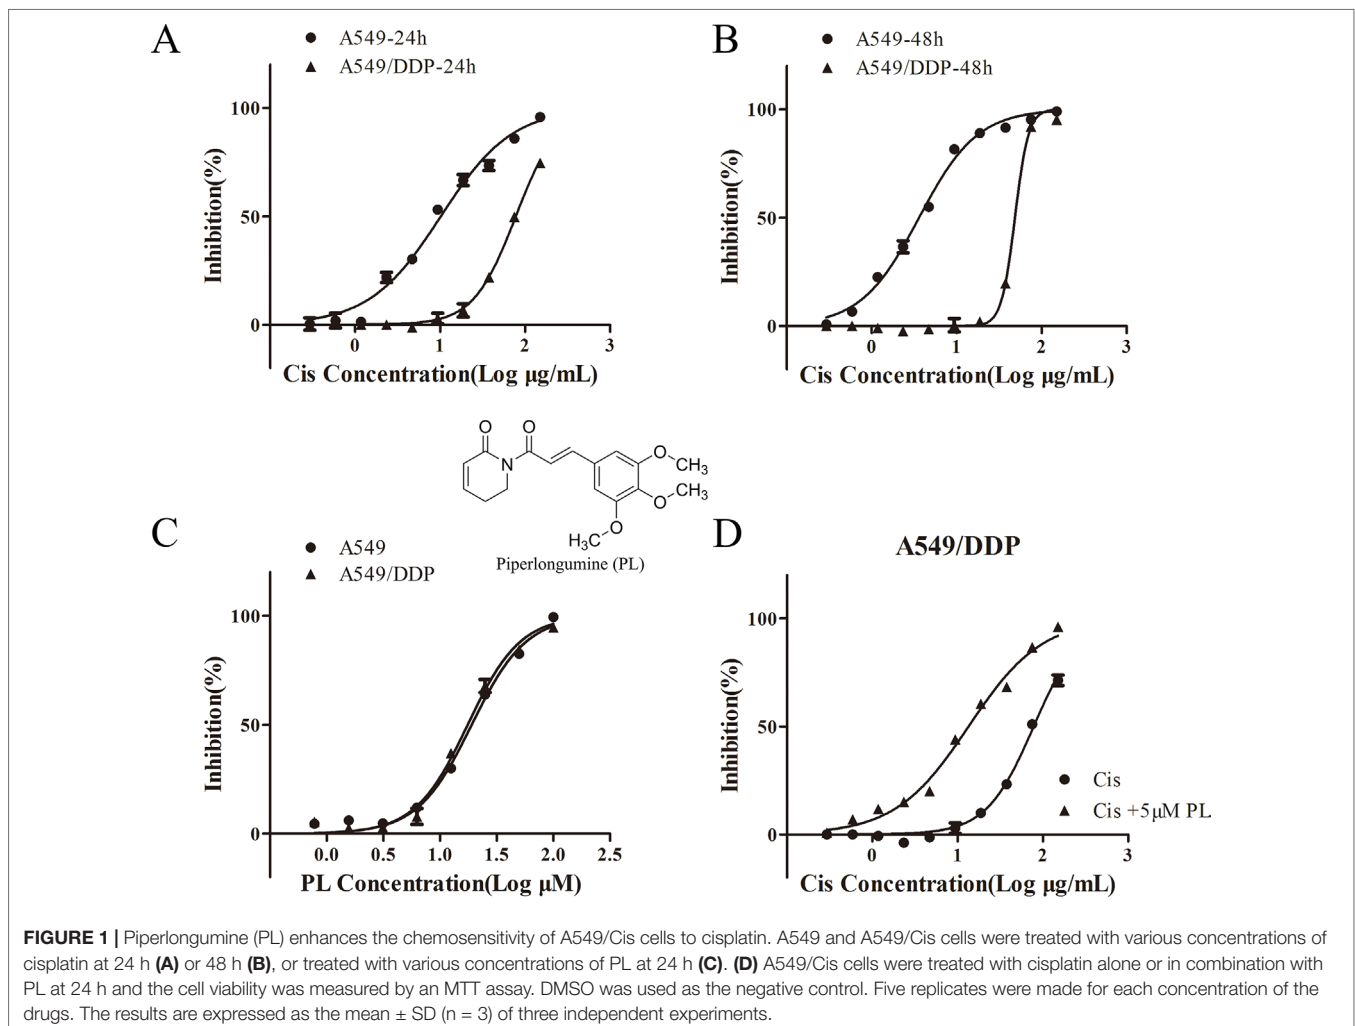 A
A549-24h
A549/DDP-24h
100
50
0
Inhibition(%)
0 1 2 3
Cis Concentration(Log µg/mL)
B
A549-48h
A549/DDP-48h
100
50
0
Inhibition(%)
0 1 2 3
Cis Concentration(Log µg/mL)
O O
N
O CH3
O CH3
O
H3C
Piperlongumine (PL)
C
A549
A549/DDP
100
50
0
Inhibition(%)
0.0 0.5 1.0 1.5 2.0 2.5
PL Concentration(Log µM)
D
A549/DDP
100
50
0
Inhibition(%)
Cis
Cis +5µM PL
0 1 2 3
Cis Concentration(Log µg/mL)
FIGURE 1 | Piperlongumine (PL) enhances the chemosensitivity of A549/Cis cells to cisplatin. A549 and A549/Cis cells were treated with various concentrations of
cisplatin at 24 h (A) or 48 h (B), or treated with various concentrations of PL at 24 h (C). (D) A549/Cis cells were treated with cisplatin alone or in combination with
PL at 24 h and the cell viability was measured by an MTT assay. DMSO was used as the negative control. Five replicates were made for each concentration of the
drugs. The results are expressed as the mean ± SD (n = 3) of three independent experiments.